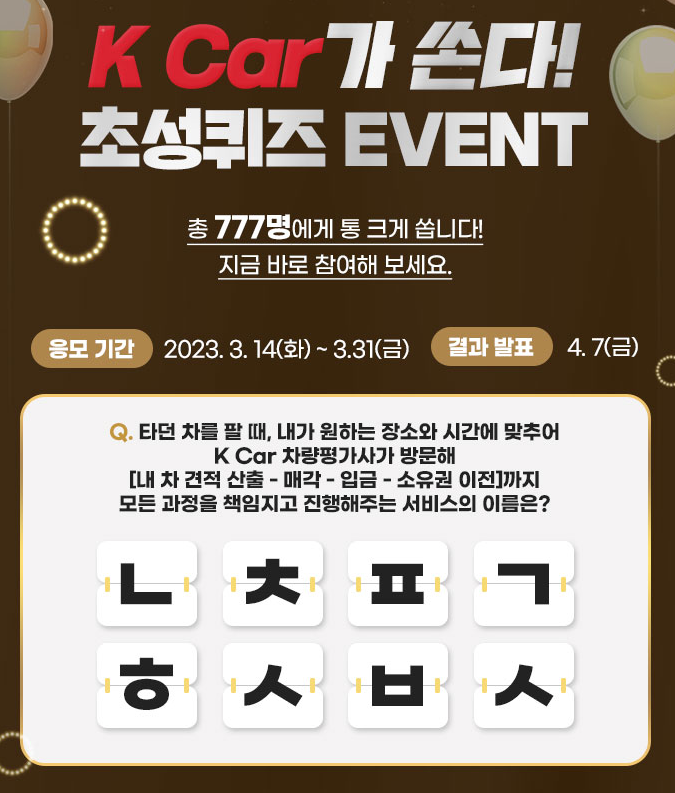 K Car가 쏜다!
초성퀴즈 EVENT
총 777명에게 통 크게 쏩니다!
지금 바로 참여해 보세요.
응모 기간 2023. 3. 14(화) ~ 3.31(금) 결과 발표 4. 7(금)
Q. 타던 차를 팔 때, 내가 원하는 장소와 시간에 맞추어
K Car 차량평가사가 방문해
[내 차 견적 산출 - 매각 - 입금 - 소유권 이전]까지
모든 과정을 책임지고 진행해주는 서비스의 이름은?
ㄴ ㅊ ㅍ ㄱ
ㅎ ㅅ ㅂ ㅅ